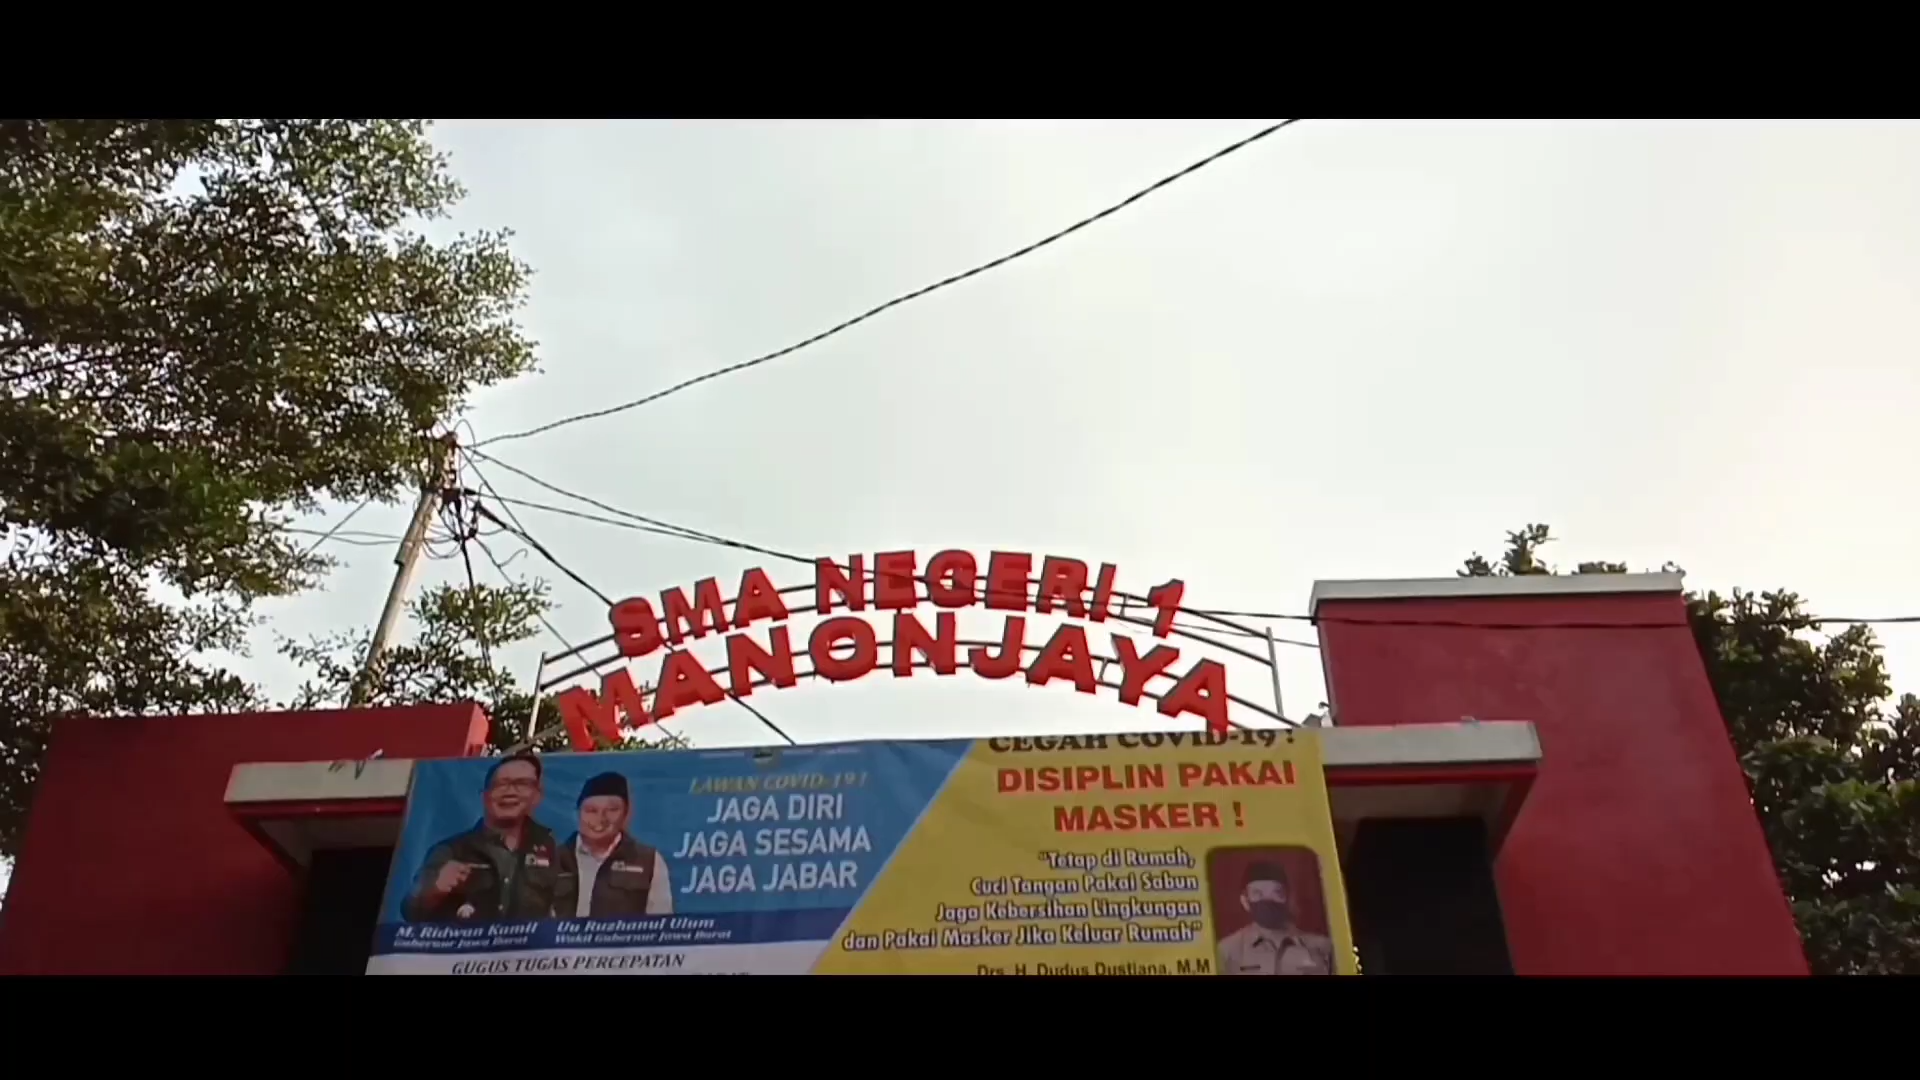 SMA NEGERI 1
MANONJAYA
LAWAN COVID-19 !
JAGA DIRI
JAGA SESAMA
JAGA JABAR
M. Ridwan Kamil
Gubernur Jawa Barat
Uu Ruzhanul Ulum
Wakil Gubernur Jawa Barat
GUGUS TUGAS PERCEPATAN
CEGAH COVID-19 !
DISIPLIN PAKAI
MASKER !
"Tetap di Rumah,
Cuci Tangan Pakai Sabun
Jaga Kebersihan Lingkungan
dan Pakai Masker Jika Keluar Rumah"
Drs. H. Dudus Dustiana, M.M